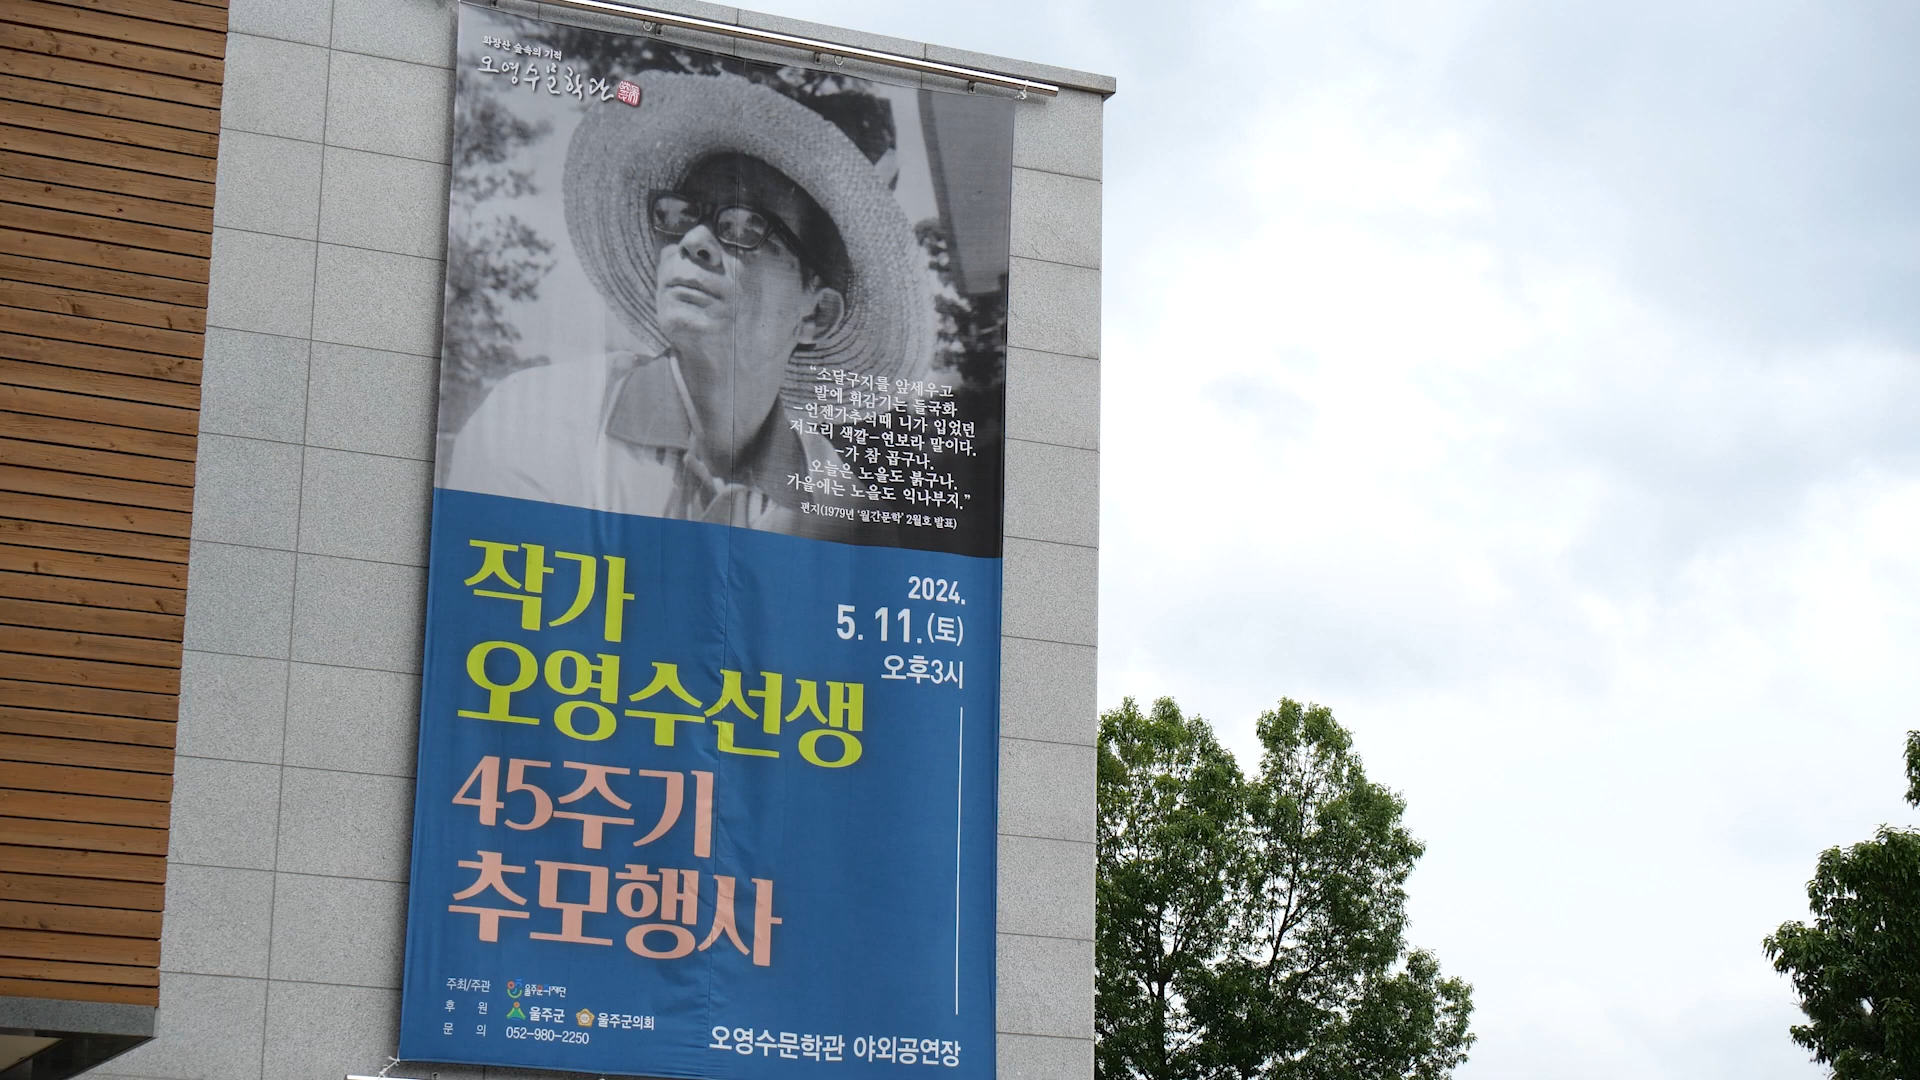 화장산 숲속의 기적
오영수문학관
“소달구지를 앞세우고
발에 휘감기는 들국화
-언젠가추석때 니가 입었던
저고리 색깔-연보라 말이다.
-가 참 곱구나.
오늘은 노을도 붉구나.
가을에는 노을도 익나부지.”
편지(1979년 '월간문학' 2월호 발표)
작가
오영수선생
45주기
추모행사
2024.
5. 11.(토)
오후3시
주최/주관 울주문화재단
후 원 울주군 울주군의회
문 의 052-980-2250
오영수문학관 야외공연장